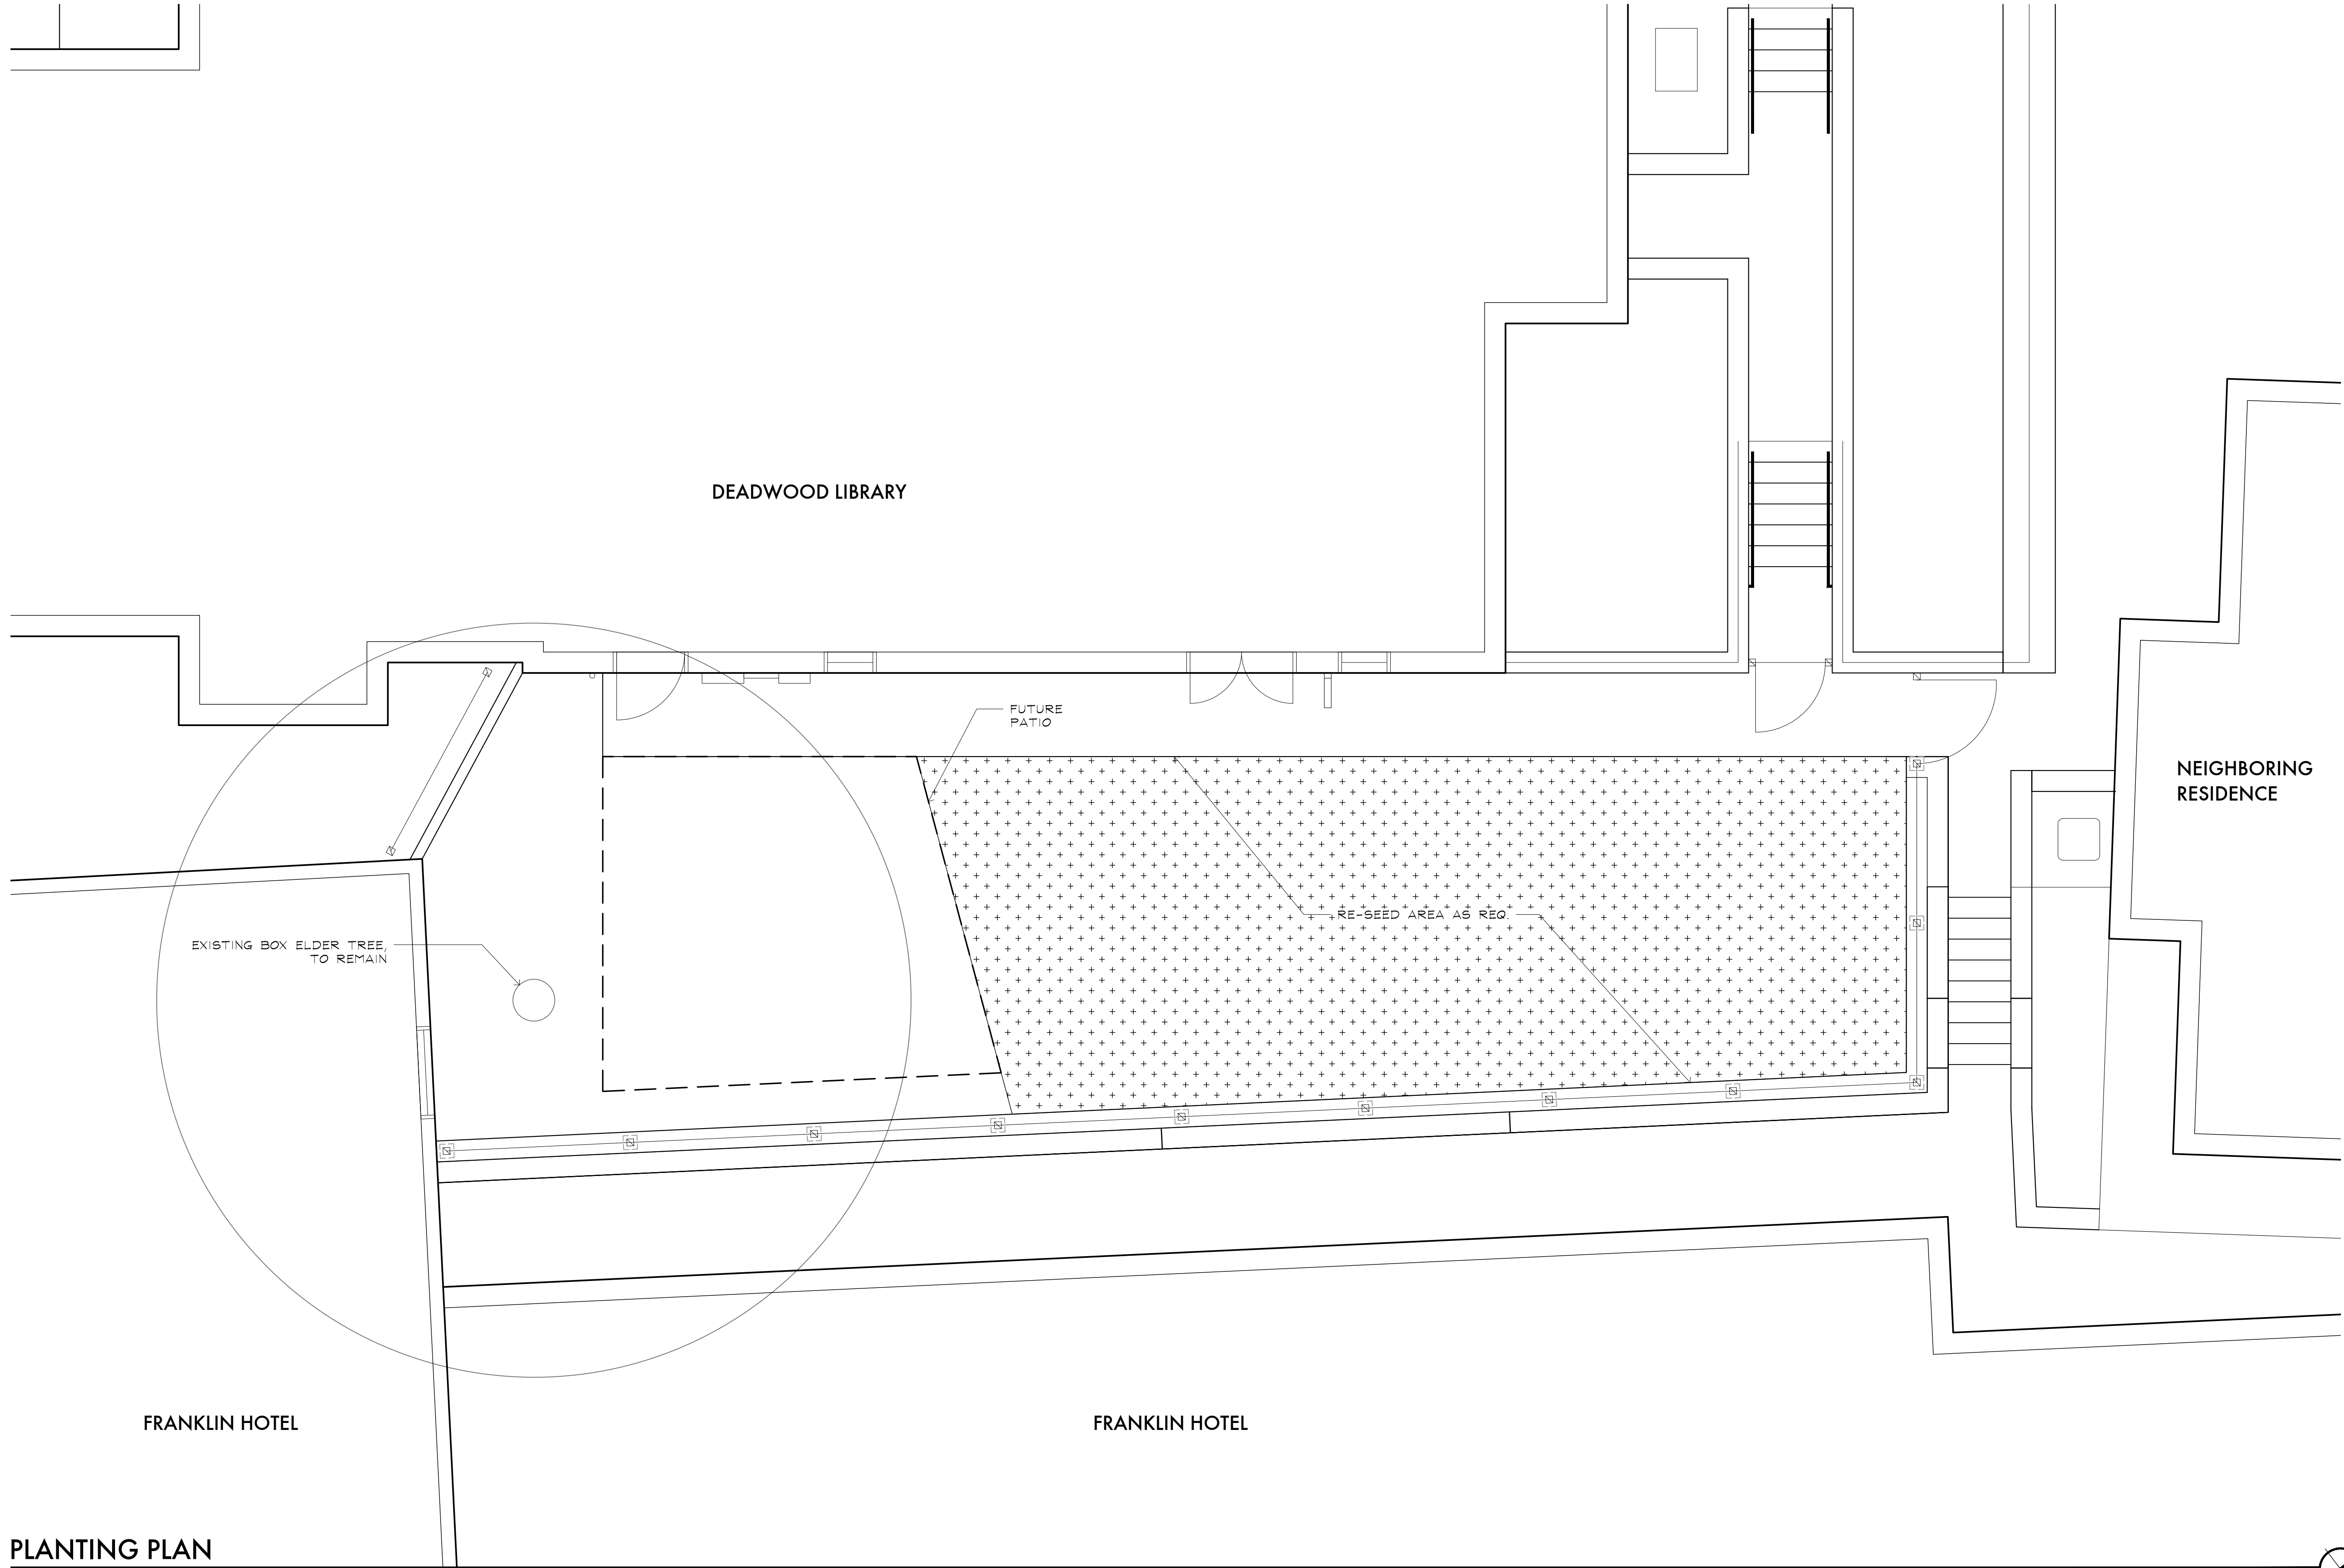 DEADWOOD LIBRARY
FUTURE
PATIO
NEIGHBORING
RESIDENCE
RE-SEED AREA AS REQ.
EXISTING BOX ELDER TREE,
TO REMAIN
FRANKLIN HOTEL
FRANKLIN HOTEL
PLANTING PLAN